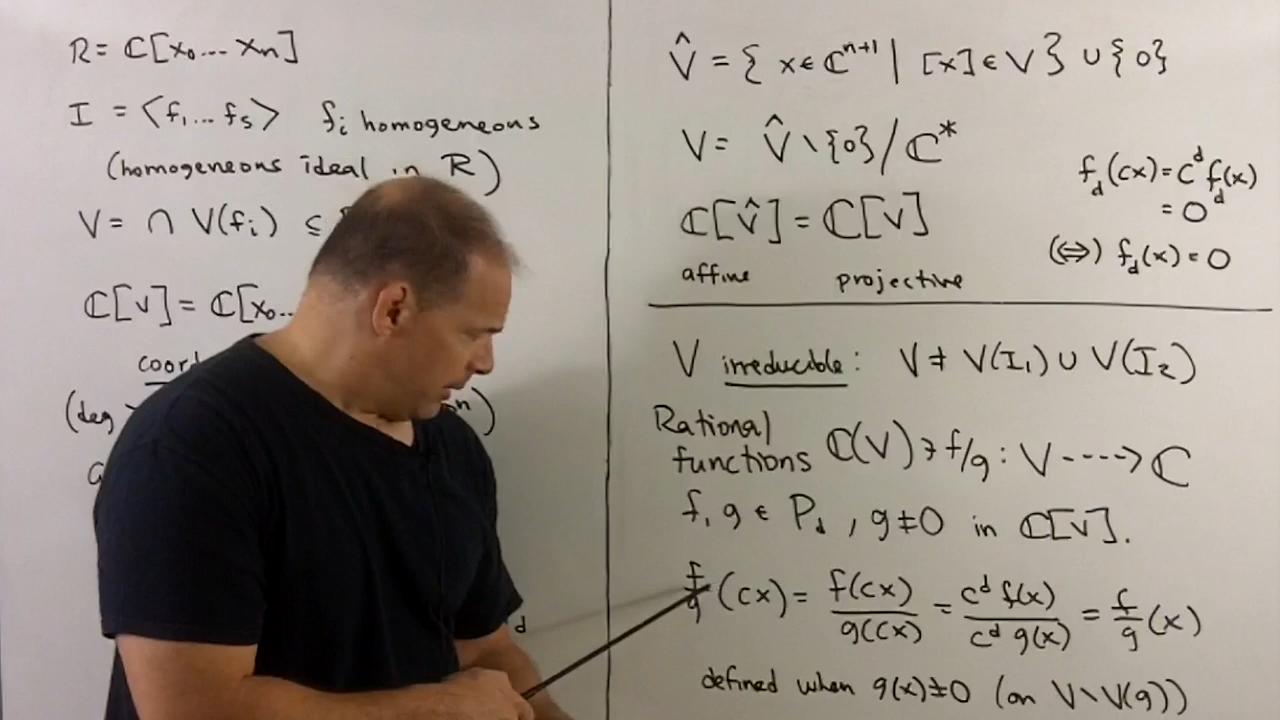 R = ℂ[x₀...xₙ]
I = <f₁...fₛ> fᵢ homogeneous
(homogeneous ideal in R)
V = ∩ V(fᵢ) ⊆
ℂ[V] = ℂ[x₀..
(deg
V̂ = { x ∈ ℂⁿ⁺¹ | [x] ∈ V } ∪ {0}
V = V̂ \ {0} / ℂ*
ℂ[V̂] = ℂ[V]
affine projective
f_d(cx) = c^d f_d(x)
= 0
(⇔) f_d(x) = 0
V irreducible: V ≠ V(I₁) ∪ V(I₂)
Rational
functions ℂ(V) ∋ f/g : V ----> ℂ
f, g ∈ P_d, g ≠ 0 in ℂ[V].
f/g (cx) = f(cx)/g(cx) = c^d f(x)/c^d g(x) = f/g (x)
defined when g(x) ≠ 0 (on V \ V(g))